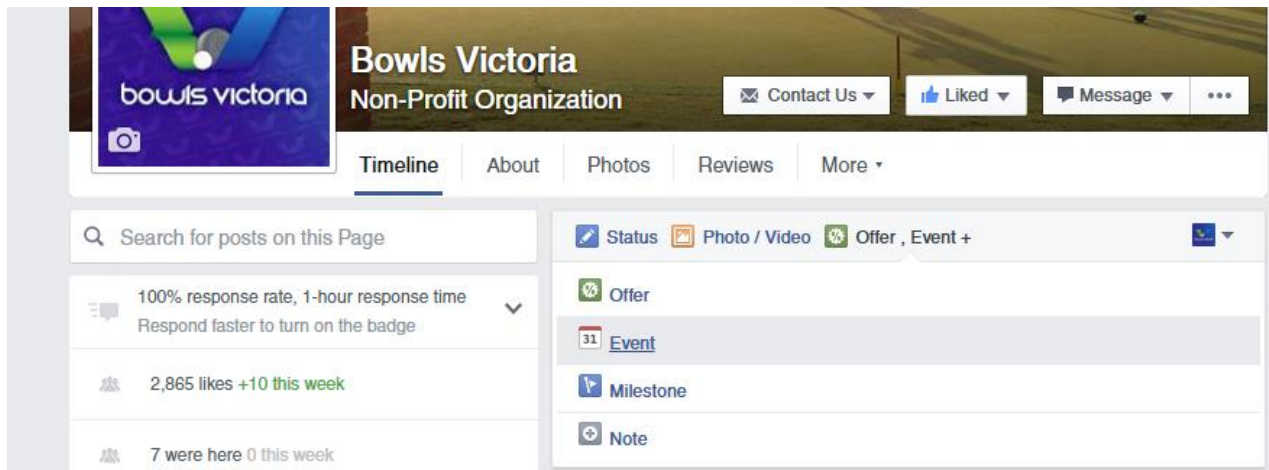 bowls victoria
Bowls Victoria
Non-Profit Organization
Contact Us
Liked
Message
Timeline About Photos Reviews More
Search for posts on this Page
100% response rate, 1-hour response time
Respond faster to turn on the badge
2,865 likes +10 this week
7 were here 0 this week
Status Photo / Video Offer , Event +
Offer
31 Event
Milestone
Note